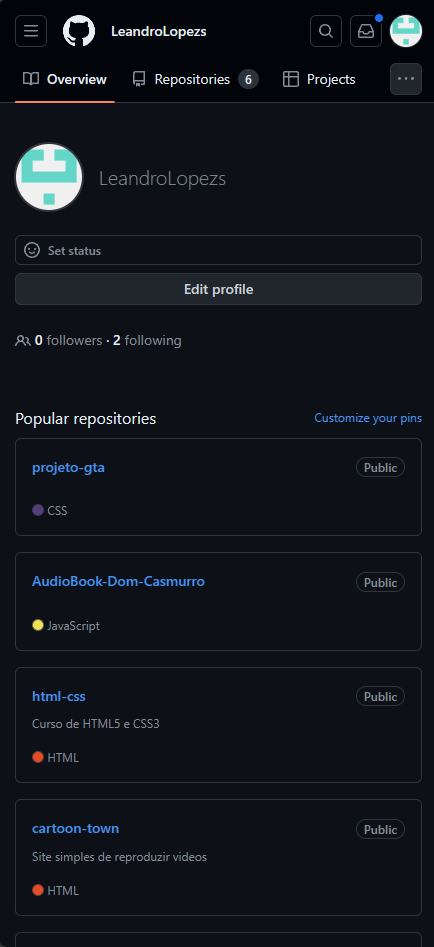 LeandroLopezs
Overview Repositories 6 Projects
LeandroLopezs
Set status
Edit profile
0 followers · 2 following
Popular repositories Customize your pins
projeto-gta Public
CSS
AudioBook-Dom-Casmurro Public
JavaScript
html-css Public
Curso de HTML5 e CSS3
HTML
cartoon-town Public
Site simples de reproduzir videos
HTML